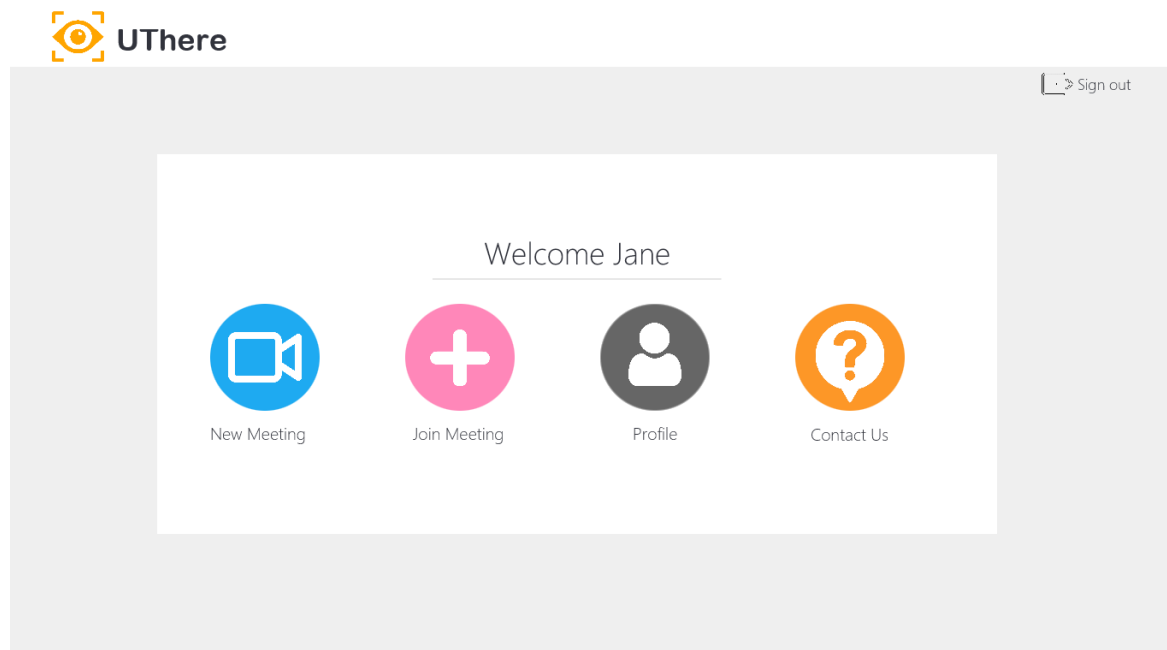 UThere
Sign out
Welcome Jane
New Meeting
Join Meeting
Profile
Contact Us